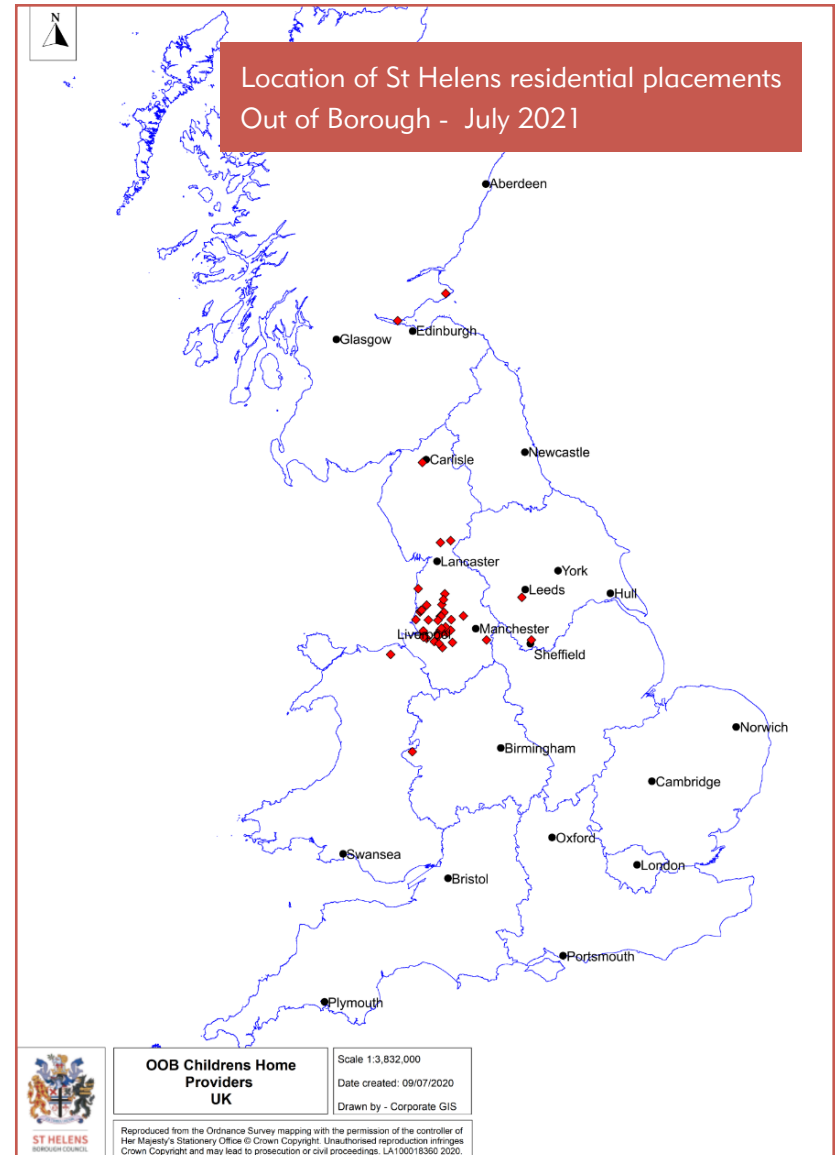 N
Location of St Helens residential placements
Out of Borough - July 2021
Aberdeen
Edinburgh
Glasgow
Newcastle
Carlisle
Lancaster
York
Leeds
Hull
Manchester
Liverpool
Sheffield
Norwich
Birmingham
Cambridge
Oxford
Swansea
London
Bristol
Portsmouth
Plymouth
ST HELENS
BOROUGH COUNCIL
OOB Childrens Home
Providers
UK
Scale 1:3,832,000
Date created: 09/07/2020
Drawn by - Corporate GIS
Reproduced from the Ordnance Survey mapping with the permission of the controller of
Her Majesty's Stationery Office © Crown Copyright. Unauthorised reproduction infringes
Crown Copyright and may lead to prosecution or civil proceedings. LA100018360 2020.